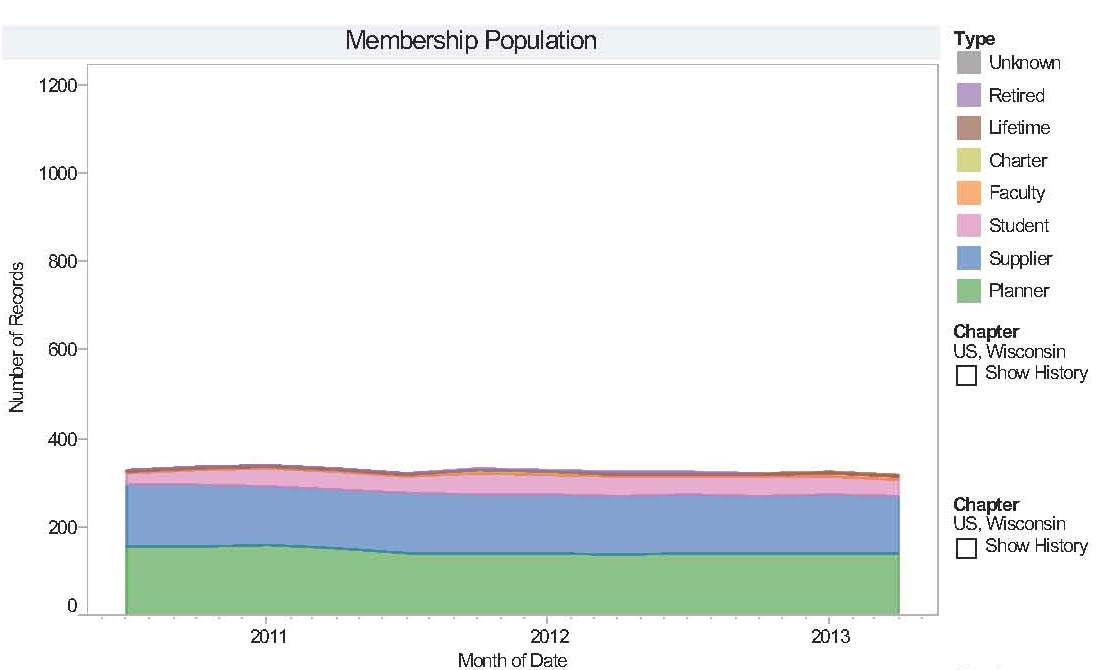 Membership Population
Type
Unknown
Retired
Lifetime
Charter
Faculty
Student
Supplier
Planner
Chapter
US, Wisconsin
Show History
Chapter
US, Wisconsin
Show History
Number of Records
1200
1000
800
600
400
200
0
2011
2012
2013
Month of Date